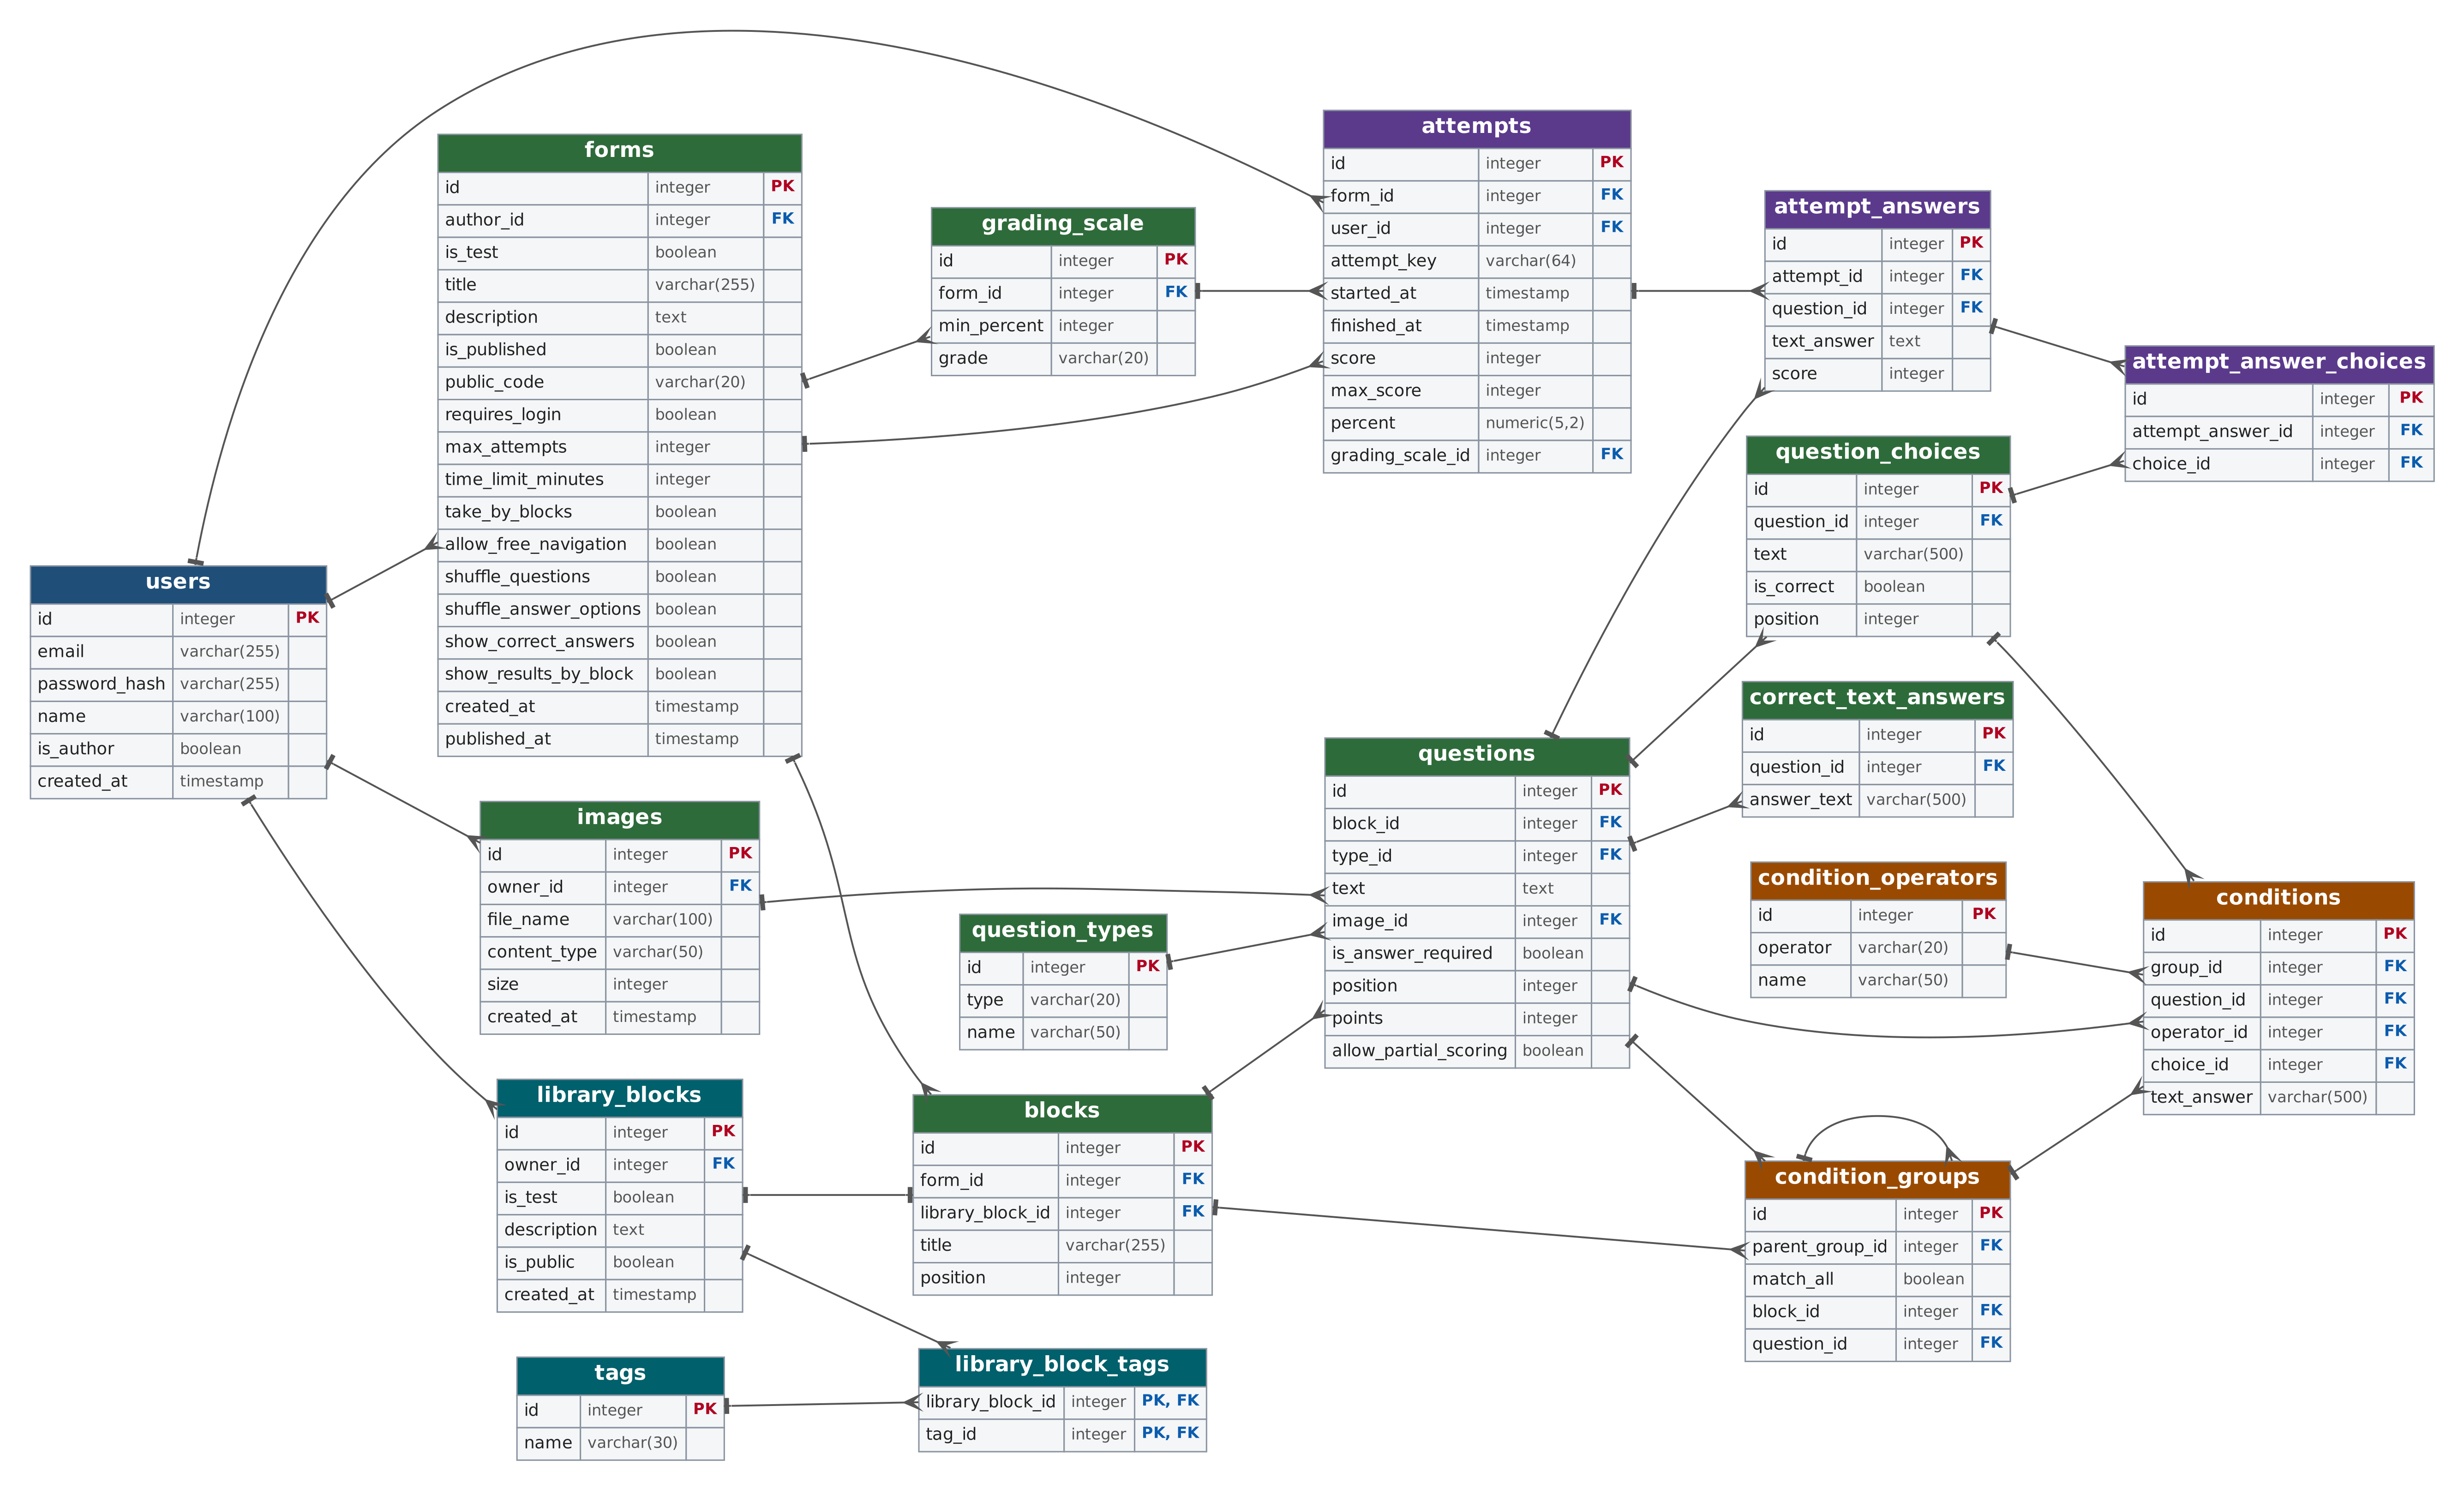 users
id integer PK
email varchar(255)
password_hash varchar(255)
name varchar(100)
is_author boolean
created_at timestamp
forms
id integer PK
author_id integer FK
is_test boolean
title varchar(255)
description text
is_published boolean
public_code varchar(20)
requires_login boolean
max_attempts integer
time_limit_minutes integer
take_by_blocks boolean
allow_free_navigation boolean
shuffle_questions boolean
shuffle_answer_options boolean
show_correct_answers boolean
show_results_by_block boolean
created_at timestamp
published_at timestamp
images
id integer PK
owner_id integer FK
file_name varchar(100)
content_type varchar(50)
size integer
created_at timestamp
library_blocks
id integer PK
owner_id integer FK
is_test boolean
description text
is_public boolean
created_at timestamp
tags
id integer PK
name varchar(30)
grading_scale
id integer PK
form_id integer FK
min_percent integer
grade varchar(20)
question_types
id integer PK
type varchar(20)
name varchar(50)
blocks
id integer PK
form_id integer FK
library_block_id integer FK
title varchar(255)
position integer
library_block_tags
library_block_id integer PK, FK
tag_id integer PK, FK
attempts
id integer PK
form_id integer FK
user_id integer FK
attempt_key varchar(64)
started_at timestamp
finished_at timestamp
score integer
max_score integer
percent numeric(5,2)
grading_scale_id integer FK
questions
id integer PK
block_id integer FK
type_id integer FK
text text
image_id integer FK
is_answer_required boolean
position integer
points integer
allow_partial_scoring boolean
attempt_answers
id integer PK
attempt_id integer FK
question_id integer FK
text_answer text
score integer
question_choices
id integer PK
question_id integer FK
text varchar(500)
is_correct boolean
position integer
correct_text_answers
id integer PK
question_id integer FK
answer_text varchar(500)
condition_operators
id integer PK
operator varchar(20)
name varchar(50)
condition_groups
id integer PK
parent_group_id integer FK
match_all boolean
block_id integer FK
question_id integer FK
attempt_answer_choices
id integer PK
attempt_answer_id integer FK
choice_id integer FK
conditions
id integer PK
group_id integer FK
question_id integer FK
operator_id integer FK
choice_id integer FK
text_answer varchar(500)